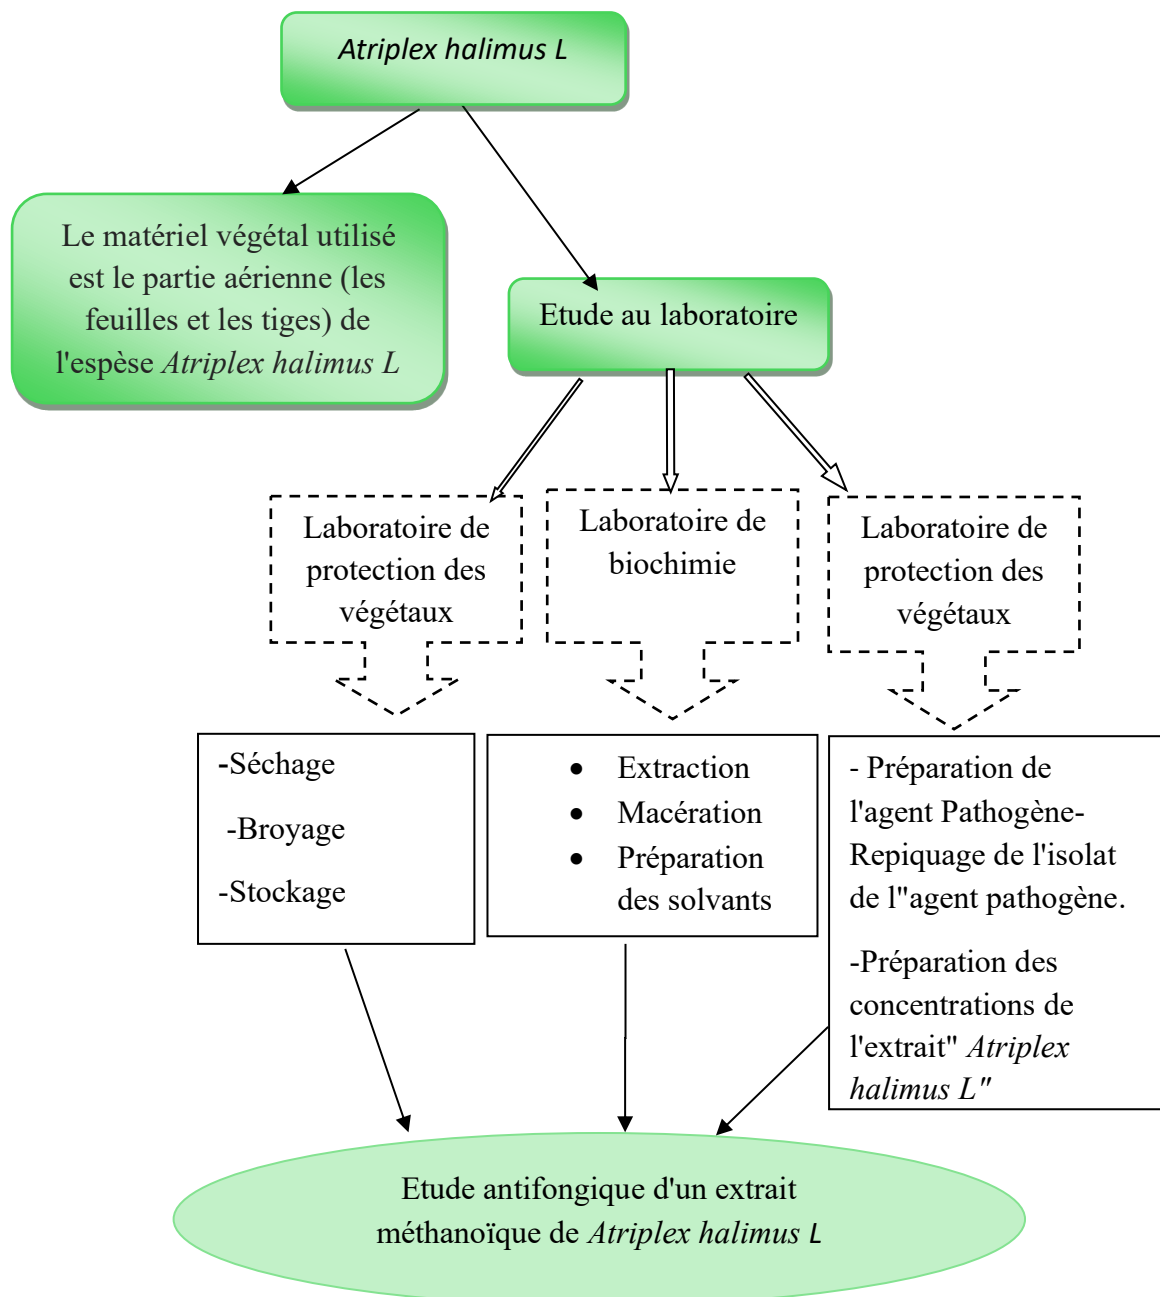 Atriplex halimus L
Le matériel végétal utilisé
est le partie aérienne (les
feuilles et les tiges) de
l'espèse Atriplex halimus L
Etude au laboratoire
Laboratoire de
protection des
végétaux
Laboratoire de
biochimie
Laboratoire de
protection des
végétaux
-Séchage
-Broyage
-Stockage
• Extraction
• Macération
• Préparation
des solvants
- Préparation de
l'agent Pathogène-
Repiquage de l'isolat
de l"agent pathogène.
-Préparation des
concentrations de
l'extrait" Atriplex
halimus L"
Etude antifongique d'un extrait
méthanoïque de Atriplex halimus L